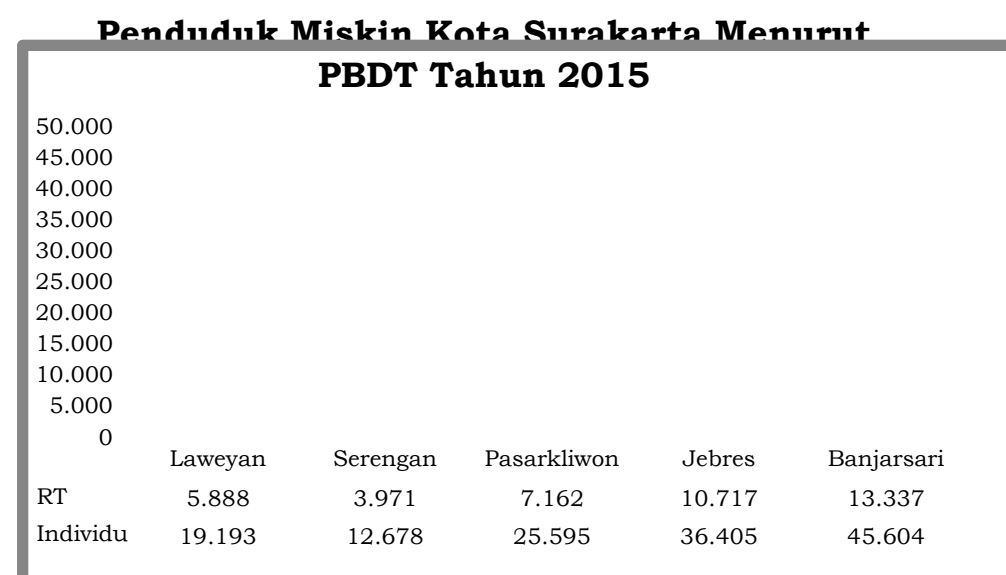 Penduduk Miskin Kota Surakarta Menurut
PBDT Tahun 2015
50.000
45.000
40.000
35.000
30.000
25.000
20.000
15.000
10.000
5.000
0
Laweyan Serengan Pasarkliwon Jebres Banjarsari
RT 5.888 3.971 7.162 10.717 13.337
Individu 19.193 12.678 25.595 36.405 45.604